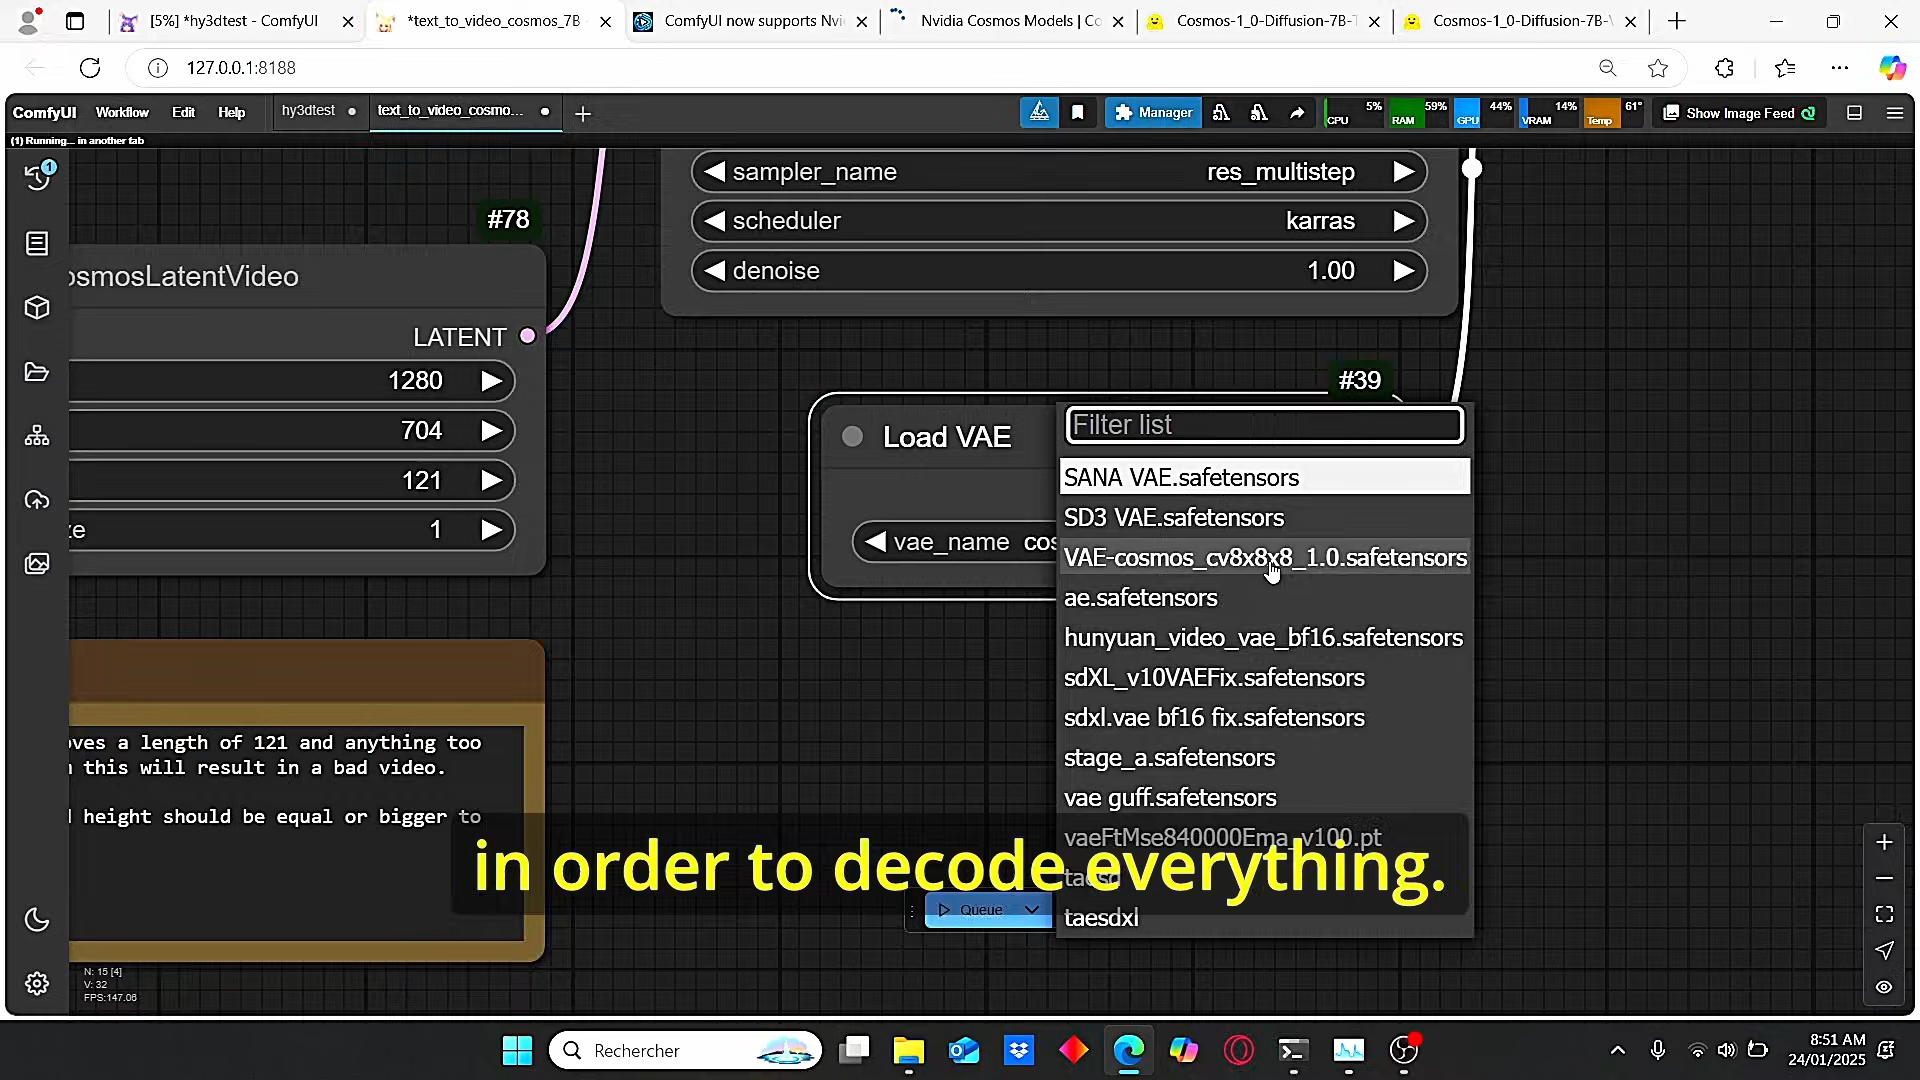 [5%] *hy3dtest - ComfyUI
*text_to_video_cosmos_7B
ComfyUI now supports Nvi
Nvidia Cosmos Models | Co
Cosmos-1_0-Diffusion-7B-T
Cosmos-1_0-Diffusion-7B-V
127.0.0.1:8188
ComfyUI
Workflow
Edit
Help
hy3dtest
text_to_video_cosmo...
Manager
CPU 5%
RAM 59%
GPU 44%
VRAM 14%
Temp 61°
Show Image Feed
(1) Running... in another tab
1
sampler_name res_multistep
scheduler karras
denoise 1.00
#78
osmosLatentVideo
LATENT
1280
704
121
ze 1
#39
Load VAE
vae_name cos
Filter list
SANA VAE.safetensors
SD3 VAE.safetensors
VAE-cosmos_cv8x8x8_1.0.safetensors
ae.safetensors
hunyuan_video_vae_bf16.safetensors
sdXL_v10VAEFix.safetensors
sdxl.vae bf16 fix.safetensors
stage_a.safetensors
vae guff.safetensors
vaeFtMse840000Ema_v100.pt
taesd
taesdxl
oves a length of 121 and anything too
n this will result in a bad video.
d height should be equal or bigger to
in order to decode everything.
Queue
N: 15 [4]
V: 32
FPS:147.06
Rechercher
8:51 AM
24/01/2025